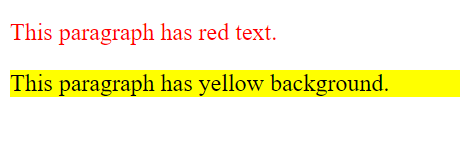 This paragraph has red text.
This paragraph has yellow background.